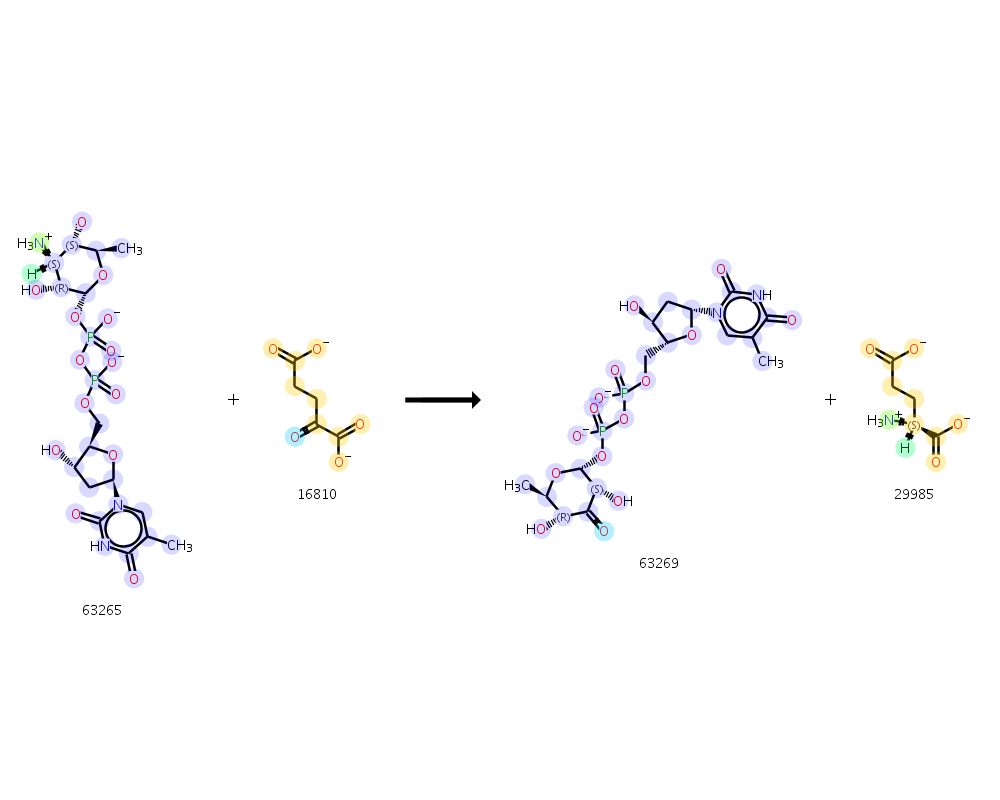 O
H₃N⁺ (S) CH₃
(S) O
H
HO (R)
O O⁻
P
O O O⁻
P O
O
HO O
N
O
HN CH₃
O
63265
+
O O⁻
O O
O⁻
16810
O
HO N NH
O O
CH₃
O O
O⁻ P
O O
O⁻ P
O
O
H₃C (S) OH
HO (R) O
63269
+
O O⁻
H₃N⁺ (S) O⁻
H O
29985